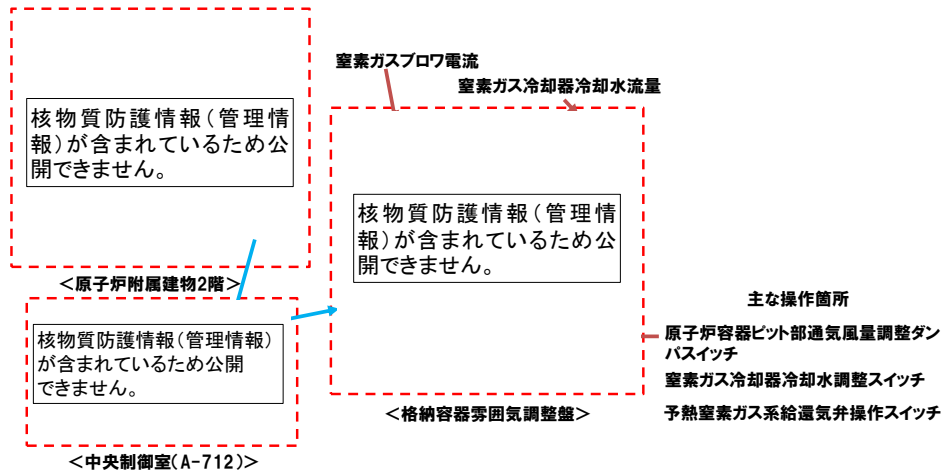 核物質防護情報(管理情
報)が含まれているため公
開できません。
<原子炉附属建物2階>
核物質防護情報(管理情報)
が含まれているため公開
できません。
<中央制御室(A-712)>
窒素ガスブロワ電流
窒素ガス冷却器冷却水流量
核物質防護情報(管理情
報)が含まれているため公
開できません。
<格納容器雰囲気調整盤>
主な操作箇所
原子炉容器ピット部通気風量調整ダン
パスイッチ
窒素ガス冷却器冷却水調整スイッチ
予熱窒素ガス系給還気弁操作スイッチ